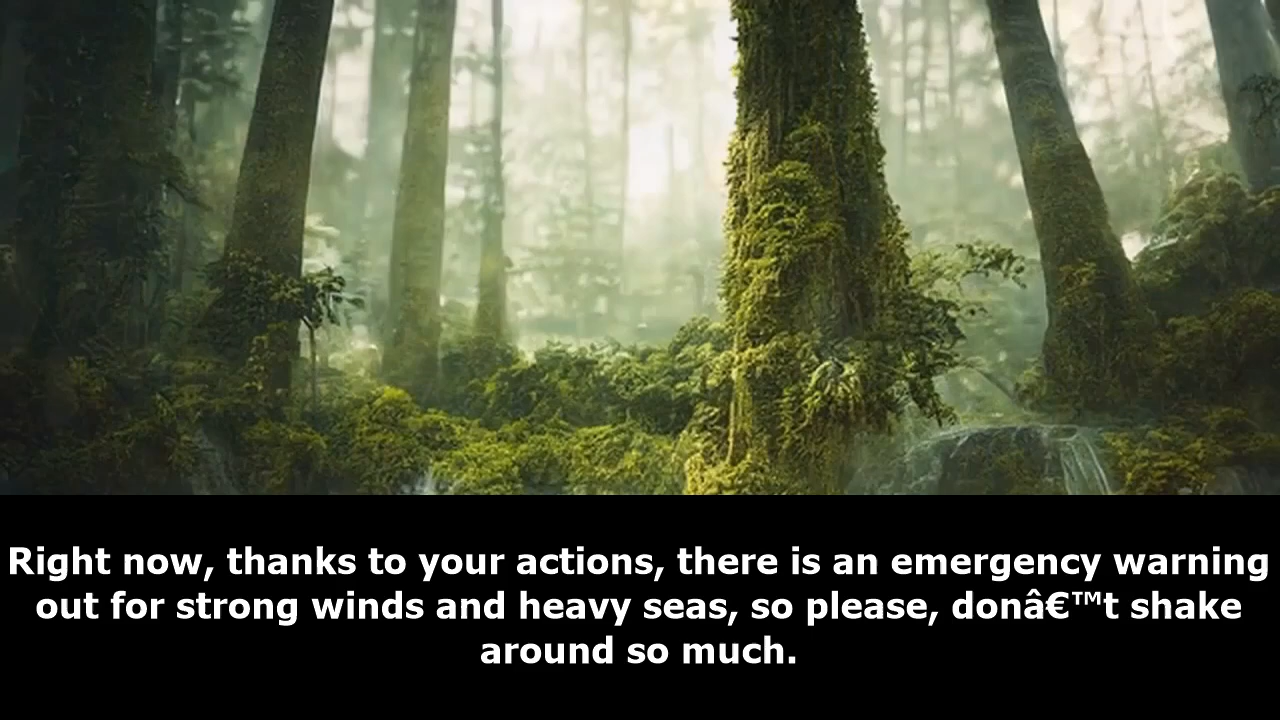 Right now, thanks to your actions, there is an emergency warning
out for strong winds and heavy seas, so please, donâ€™t shake
around so much.